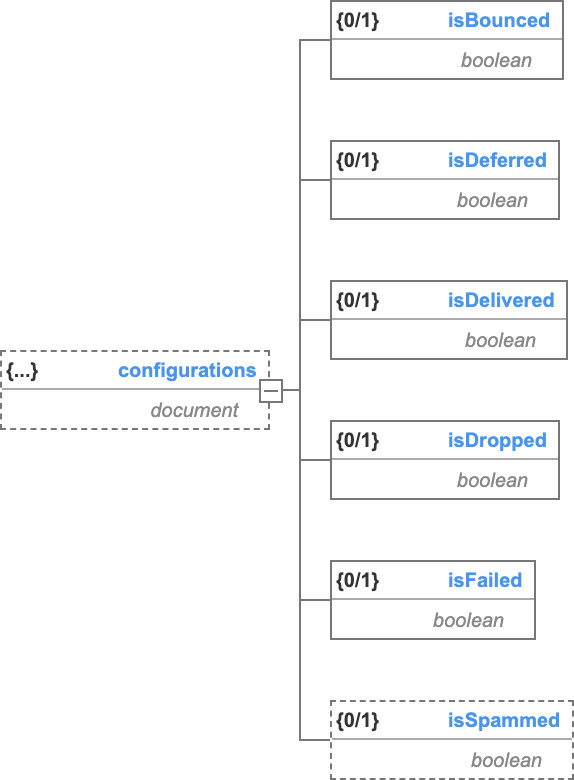 {0/1} isBounced
boolean
{0/1} isDeferred
boolean
{0/1} isDelivered
boolean
{...} configurations
document
{0/1} isDropped
boolean
{0/1} isFailed
boolean
{0/1} isSpammed
boolean